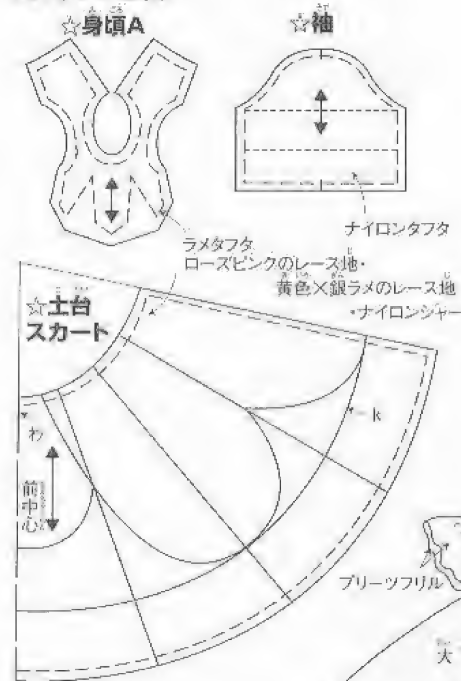 ☆身頃A
☆袖
ナイロンタフタ
ラメタフタ
ローズピンクのレース地・
黄色×銀ラメのレース地
・ナイロンシャー
☆土台
スカート
k
わ
前中心
プリーツフリル
大